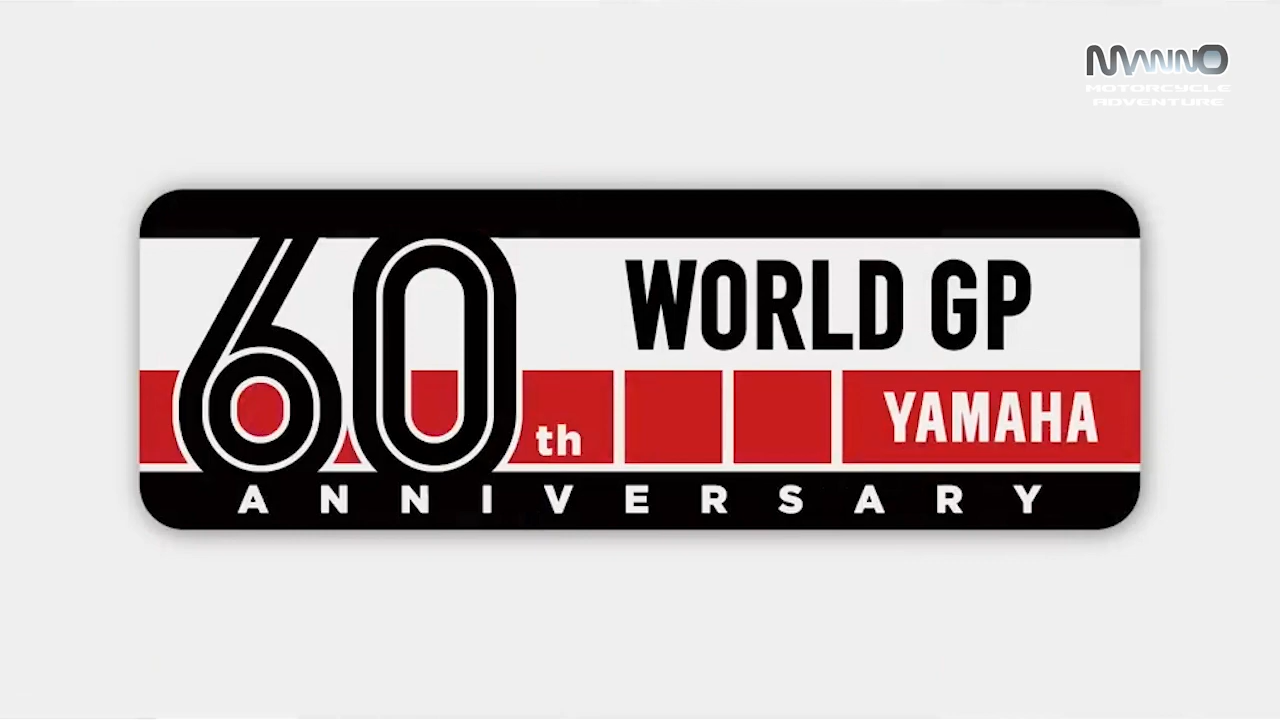 MANNO
MOTORCYCLE
ADVENTURE
60th
WORLD GP
YAMAHA
ANNIVERSARY